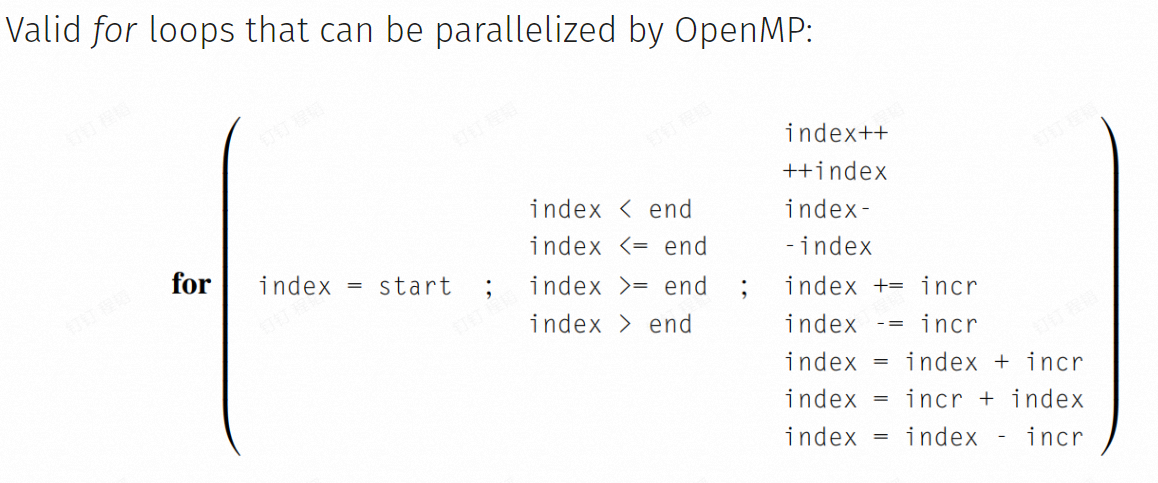 Valid for loops that can be parallelized by OpenMP:
index++
++index
index < end index-
index <= end -index
for index = start ; index >= end ; index += incr
index > end index -= incr
index = index + incr
index = incr + index
index = index - incr